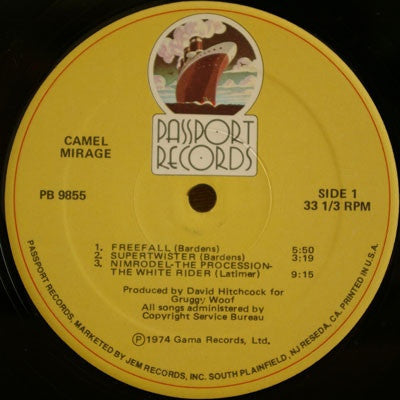 PASSPORT
RECORDS
CAMEL
MIRAGE
PB 9855
SIDE 1
33 1/3 RPM
1. FREEFALL (Bardens) 5:50
2. SUPERTWISTER (Bardens) 3:19
3. NIMRODEL-THE PROCESSION-
THE WHITE RIDER (Latimer) 9:15
Produced by David Hitchcock for
Gruggy Woof
All songs administered by
Copyright Service Bureau
Ⓟ1974 Gama Records, Ltd.
PASSPORT RECORDS, MARKETED BY JEM RECORDS, INC. SOUTH PLAINFIELD, NJ RESEDA, CA. PRINTED IN U.S.A.